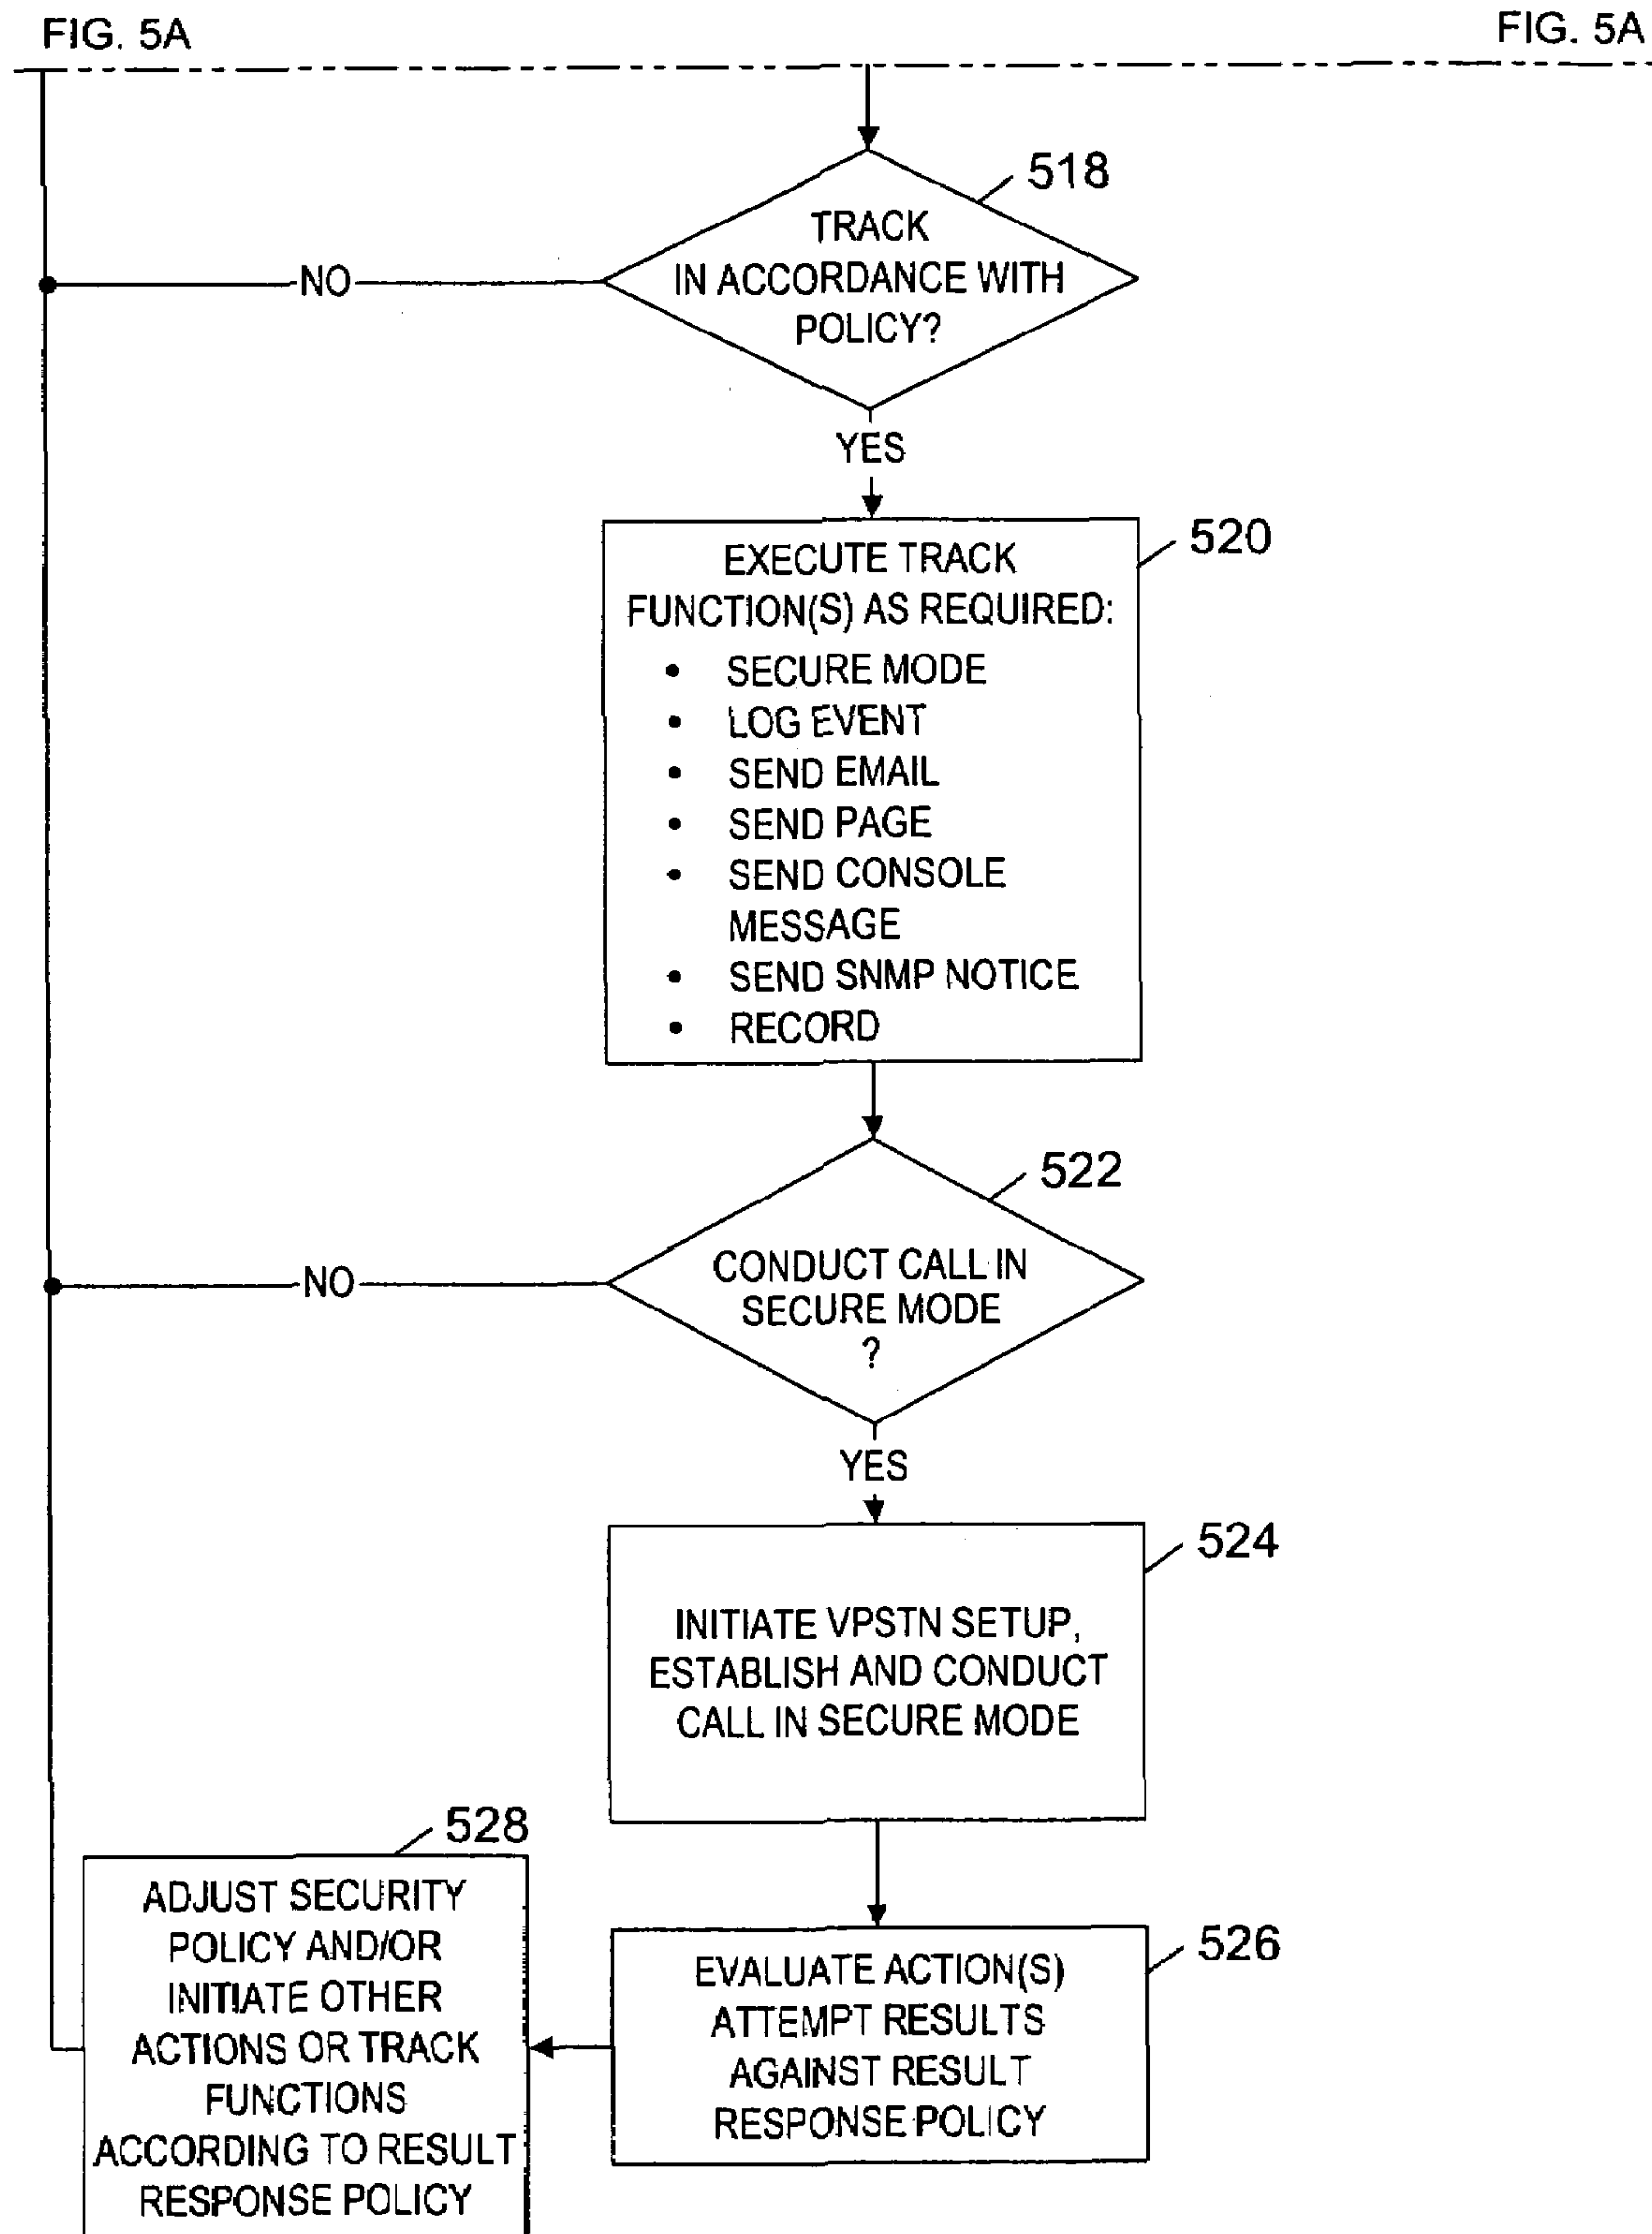 FIG. 5A
FIG. 5A
518
TRACK
IN ACCORDANCE WITH
POLICY?
NO
YES
520
EXECUTE TRACK
FUNCTION(S) AS REQUIRED:
• SECURE MODE
• LOG EVENT
• SEND EMAIL
• SEND PAGE
• SEND CONSOLE
MESSAGE
• SEND SNMP NOTICE
• RECORD
522
CONDUCT CALL IN
SECURE MODE
?
NO
YES
524
INITIATE VPSTN SETUP,
ESTABLISH AND CONDUCT
CALL IN SECURE MODE
526
EVALUATE ACTION(S)
ATTEMPT RESULTS
AGAINST RESULT
RESPONSE POLICY
528
ADJUST SECURITY
POLICY AND/OR
INITIATE OTHER
ACTIONS OR TRACK
FUNCTIONS
ACCORDING TO RESULT
RESPONSE POLICY